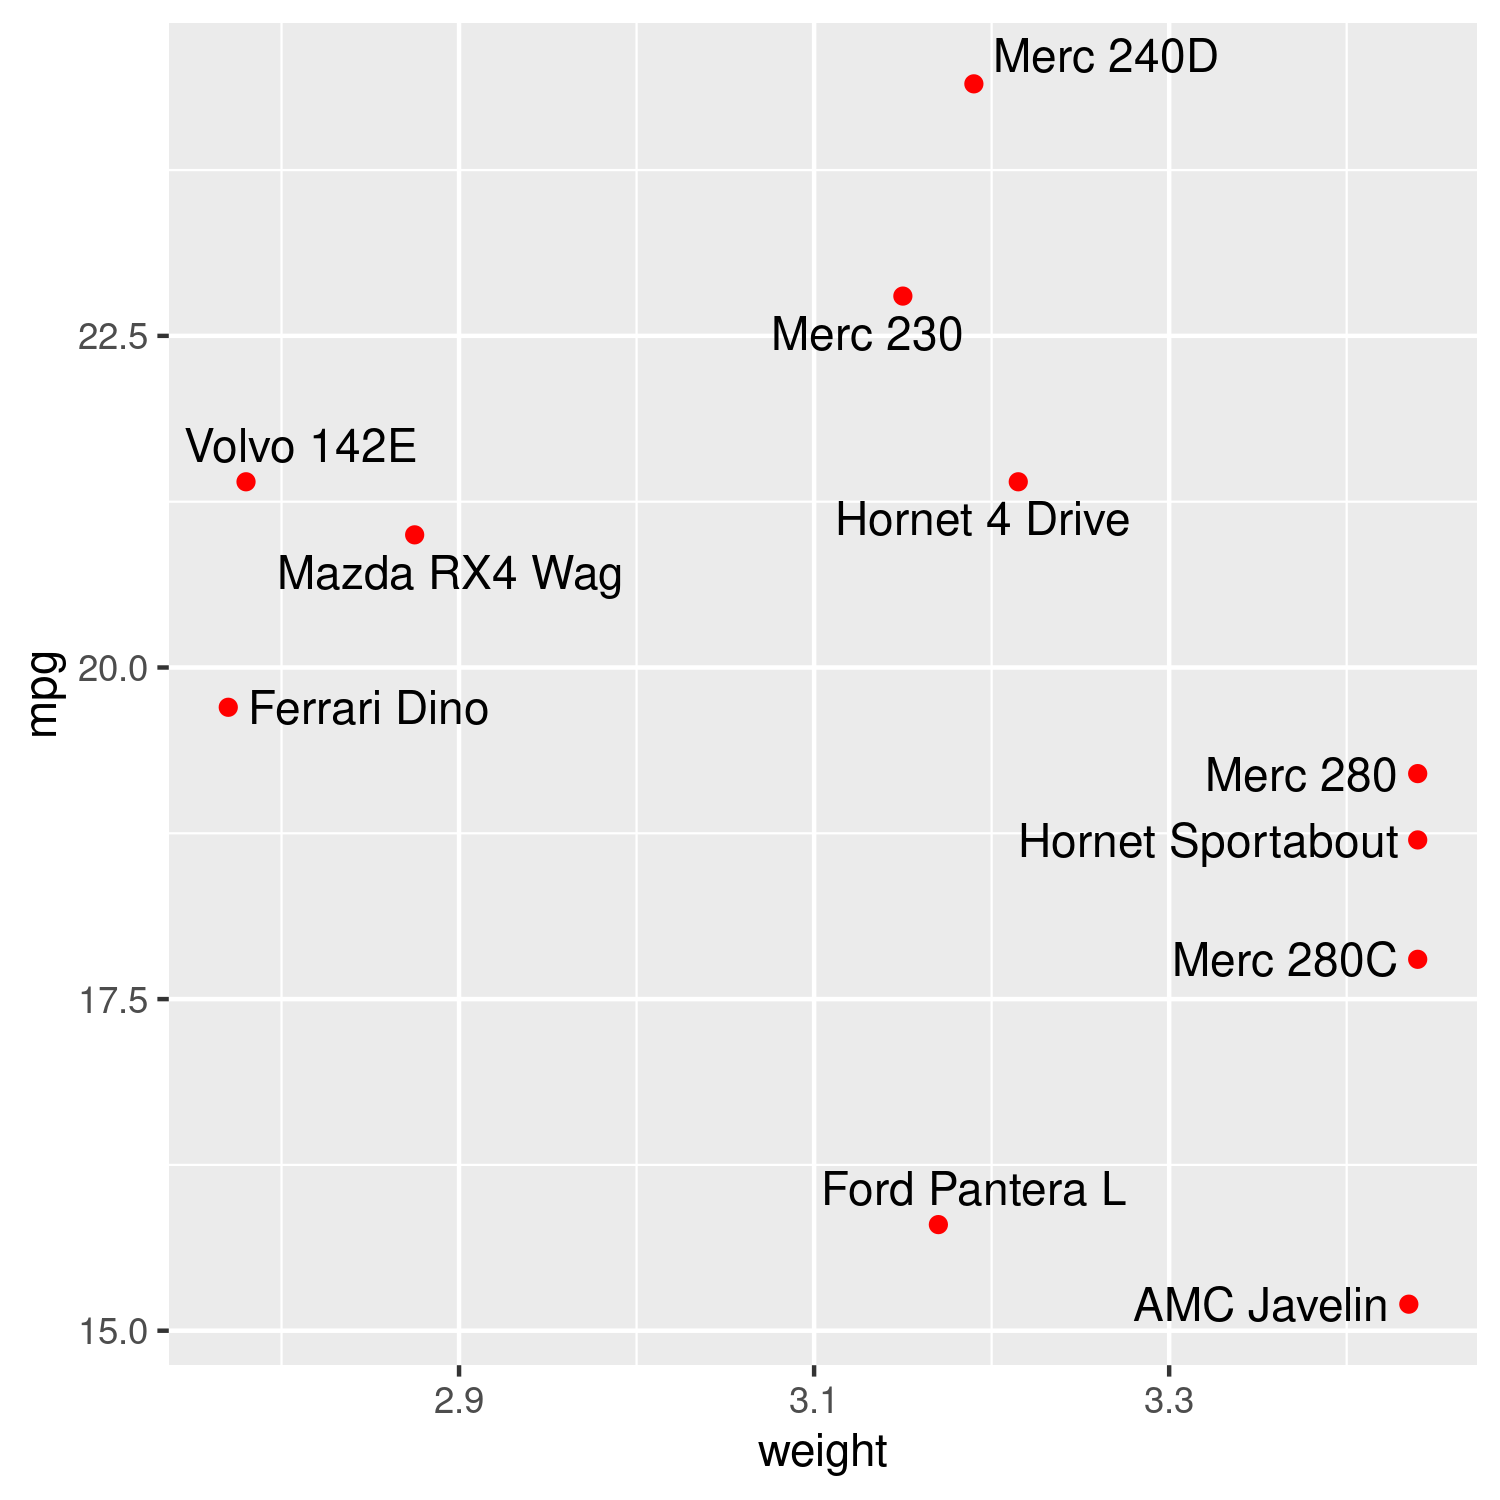 Merc 240D
Merc 230
22.5
Volvo 142E
Hornet 4 Drive
Mazda RX4 Wag
mpg
20.0
Ferrari Dino
Merc 280
Hornet Sportabout
Merc 280C
17.5
Ford Pantera L
AMC Javelin
15.0
2.9
3.1
3.3
weight